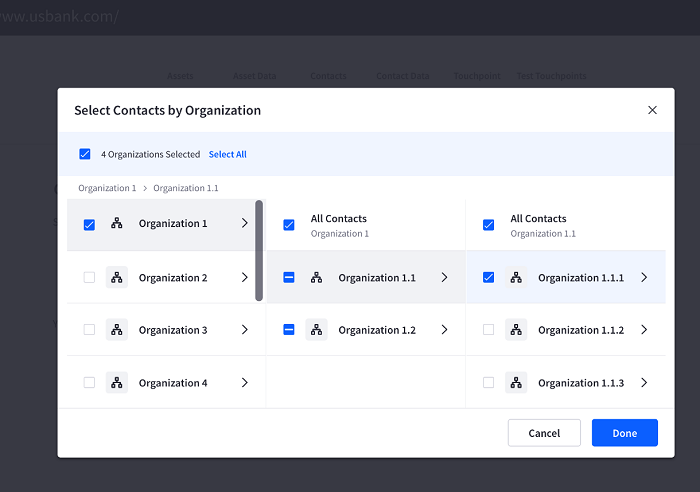 ww.usbank.com/
Assets Asset Data Contacts Contact Data Touchpoint Test Touchpoints
Select Contacts by Organization
4 Organizations Selected Select All
Organization 1 > Organization 1.1
Organization 1 All Contacts All Contacts
Organization 1 Organization 1.1
Organization 2 Organization 1.1 Organization 1.1.1
Organization 3 Organization 1.2 Organization 1.1.2
Organization 4 Organization 1.1.3
Cancel Done